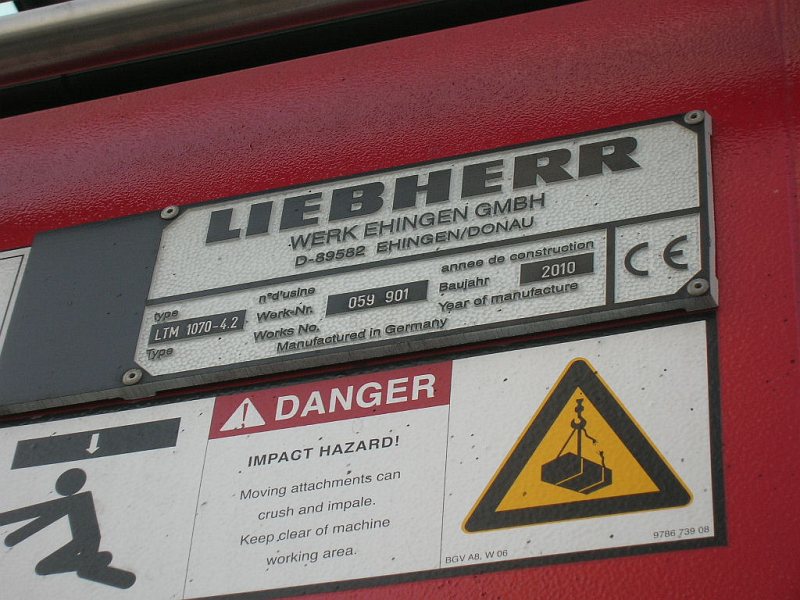 LIEBHERR
WERK EHINGEN GMBH
D-89582 EHINGEN/DONAU
type
LTM 1070-4.2
Type
n°d'usine
Werk-Nr.
Works No.
059 901
annee de construction
Baujahr
2010
Year of manufacture
Manufactured in Germany
CE
DANGER
IMPACT HAZARD!
Moving attachments can
crush and impale.
Keep clear of machine
working area.
BGV A8, W 06
9786 739 08